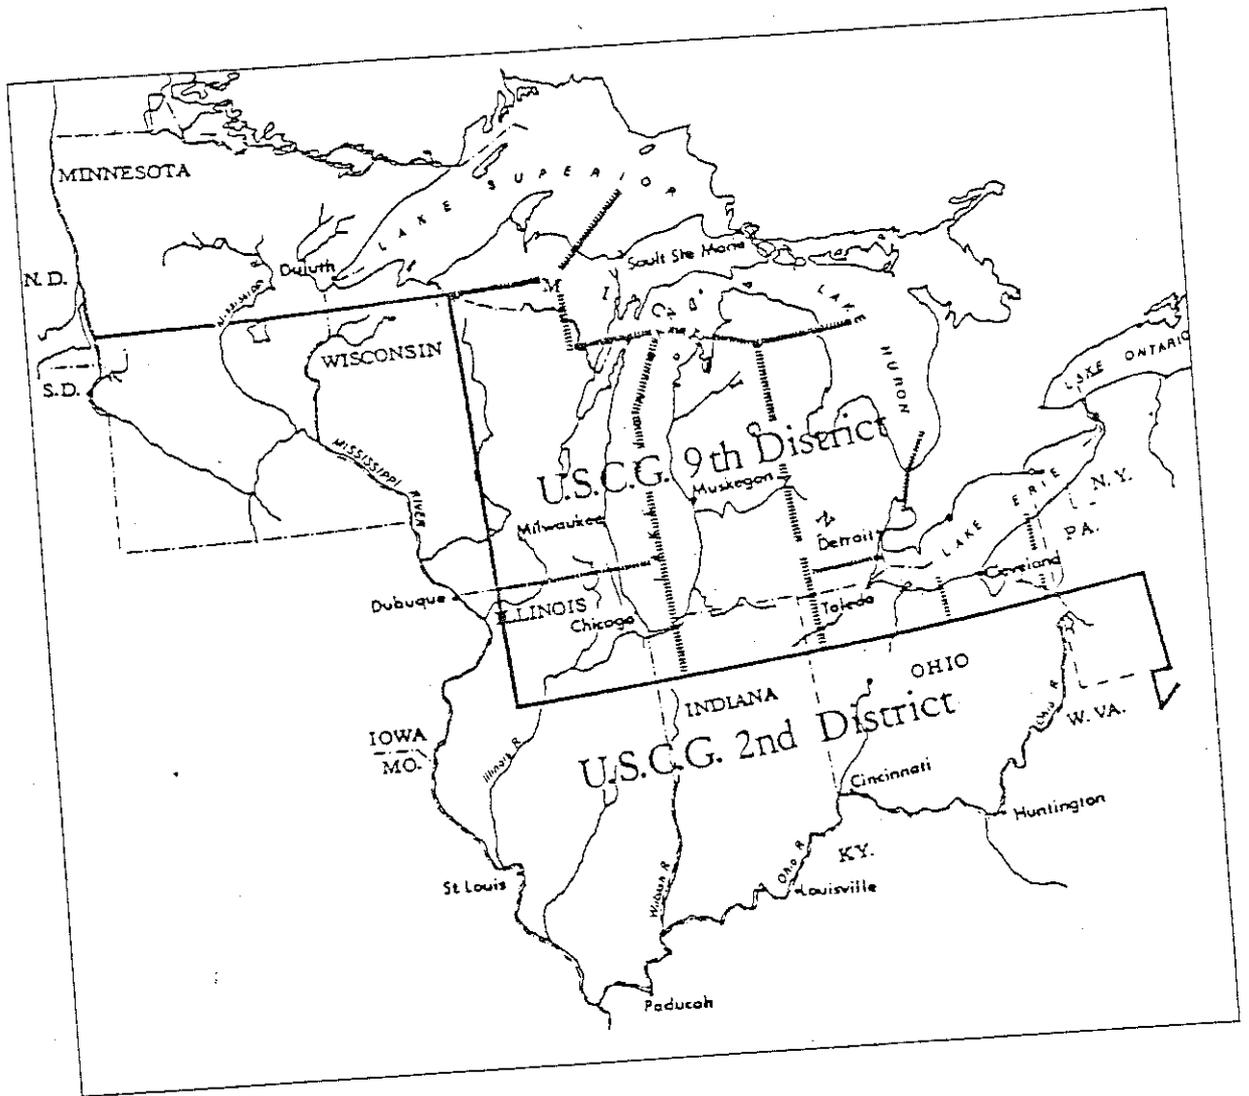 MINNESOTA
LAKE SUPERIOR
N.D.
Duluth
Sault Ste Marie
MISSISSIPPI R
M I C
WISCONSIN
LAKE HURON
LAKE ONTARIO
S.D.
MISSISSIPPI RIVER
U.S.C.G. 9th District
Muskegon
N.Y.
LAKE ERIE
Milwaukee
Detroit
PA.
Cleveland
Dubuque
ILLINOIS
Chicago
Toledo
OHIO
INDIANA
U.S.C.G. 2nd District
W.VA.
Ohio R
IOWA
MO.
Illinois R
Cincinnati
Huntington
KY.
Ohio R
Louisville
St Louis
Wabash R
Paducah